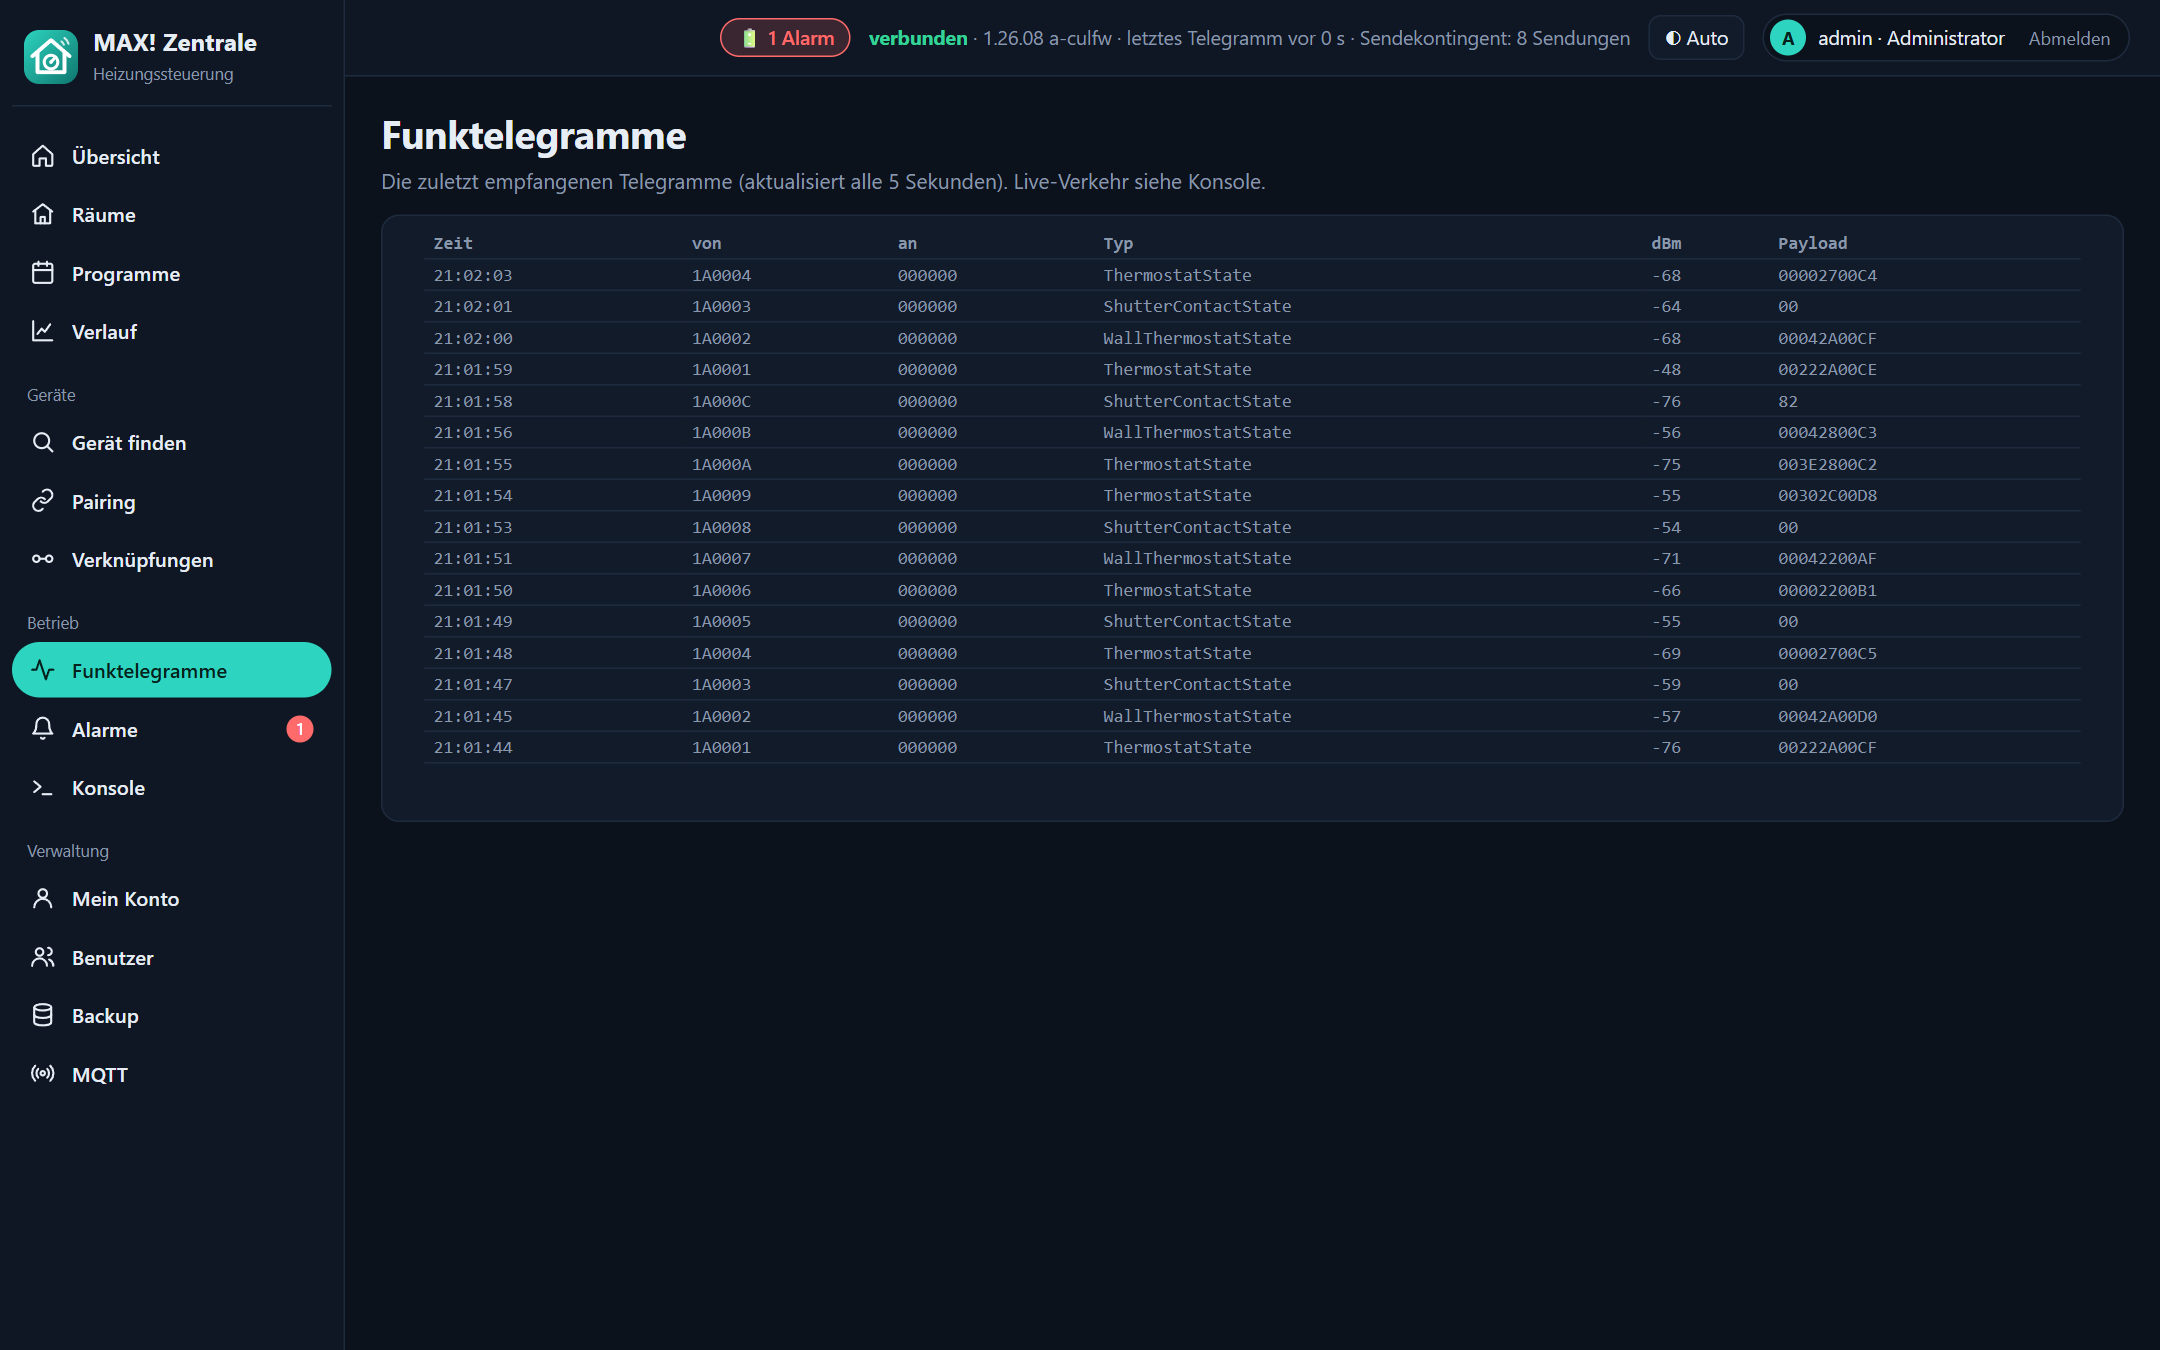 MAX! Zentrale
Heizungssteuerung
1 Alarm
verbunden · 1.26.08 a-culfw · letztes Telegramm vor 0 s · Sendekontingent: 8 Sendungen
Auto
A admin · Administrator Abmelden
Übersicht
Räume
Programme
Verlauf
Geräte
Gerät finden
Pairing
Verknüpfungen
Betrieb
Funktelegramme
Alarme 1
Konsole
Verwaltung
Mein Konto
Benutzer
Backup
MQTT
Funktelegramme
Die zuletzt empfangenen Telegramme (aktualisiert alle 5 Sekunden). Live-Verkehr siehe Konsole.
Zeit von an Typ dBm Payload
21:02:03 1A0004 000000 ThermostatState -68 00002700C4
21:02:01 1A0003 000000 ShutterContactState -64 00
21:02:00 1A0002 000000 WallThermostatState -68 00042A00CF
21:01:59 1A0001 000000 ThermostatState -48 00222A00CE
21:01:58 1A000C 000000 ShutterContactState -76 82
21:01:56 1A000B 000000 WallThermostatState -56 00042800C3
21:01:55 1A000A 000000 ThermostatState -75 003E2800C2
21:01:54 1A0009 000000 ThermostatState -55 00302C00D8
21:01:53 1A0008 000000 ShutterContactState -54 00
21:01:51 1A0007 000000 WallThermostatState -71 00042200AF
21:01:50 1A0006 000000 ThermostatState -66 00002200B1
21:01:49 1A0005 000000 ShutterContactState -55 00
21:01:48 1A0004 000000 ThermostatState -69 00002700C5
21:01:47 1A0003 000000 ShutterContactState -59 00
21:01:45 1A0002 000000 WallThermostatState -57 00042A00D0
21:01:44 1A0001 000000 ThermostatState -76 00222A00CF